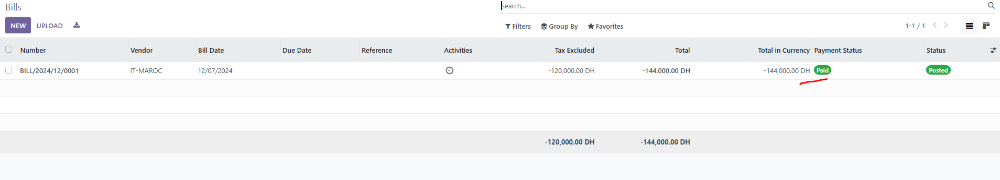 Bills
Search...
NEW UPLOAD
Filters Group By Favorites 1-1 / 1
Number Vendor Bill Date Due Date Reference Activities Tax Excluded Total Total in Currency Payment Status Status
BILL/2024/12/0001 IT-MAROC 12/07/2024 -120,000.00 DH -144,000.00 DH -144,000.00 DH Paid Posted
-120,000.00 DH -144,000.00 DH